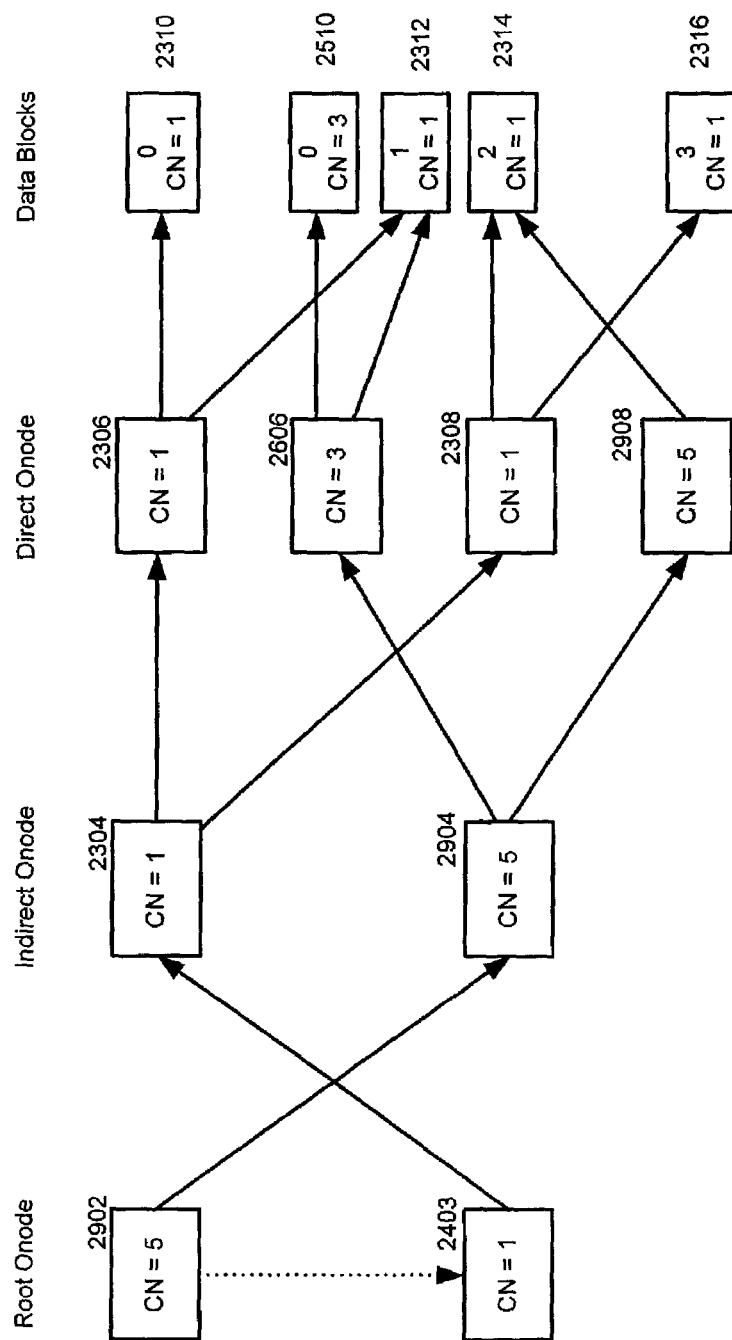 Root Onode
Indirect Onode
Direct Onode
Data Blocks
2902
CN = 5
2403
CN = 1
2304
CN = 1
2904
CN = 5
2306
CN = 1
2606
CN = 3
2308
CN = 1
2908
CN = 5
0
CN = 1
2310
0
CN = 3
2510
1
CN = 1
2312
2
CN = 1
2314
3
CN = 1
2316